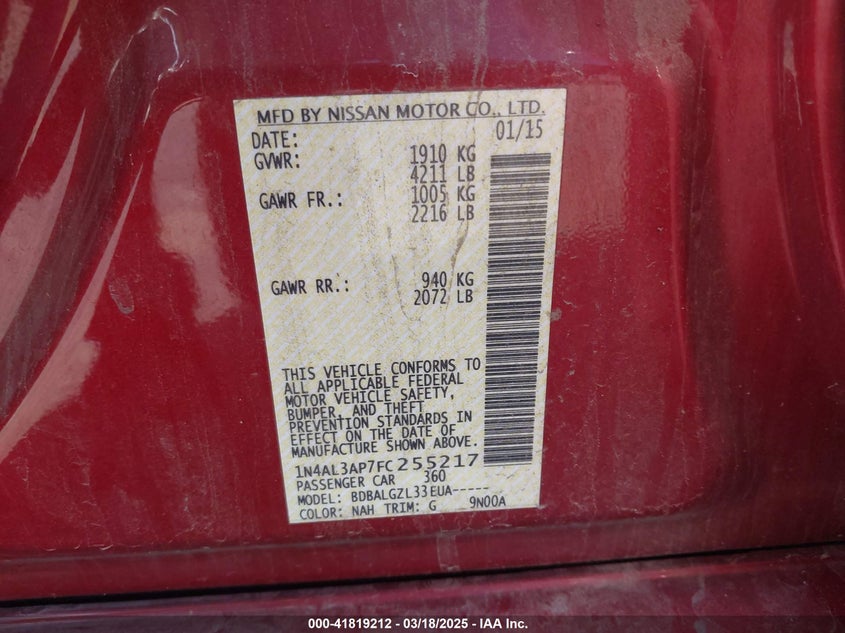 MFD BY NISSAN MOTOR CO., LTD.
DATE: 01/15
GVWR: 1910 KG
4211 LB
GAWR FR.: 1005 KG
2216 LB
GAWR RR.: 940 KG
2072 LB
THIS VEHICLE CONFORMS TO
ALL APPLICABLE FEDERAL
MOTOR VEHICLE SAFETY,
BUMPER, AND THEFT
PREVENTION STANDARDS IN
EFFECT ON THE DATE OF
MANUFACTURE SHOWN ABOVE.
1N4AL3AP7FC255217
PASSENGER CAR 360
MODEL: BDBALGZL33EUA-----
COLOR: NAH TRIM: G 9N00A
000-41819212 - 03/18/2025 - IAA Inc.